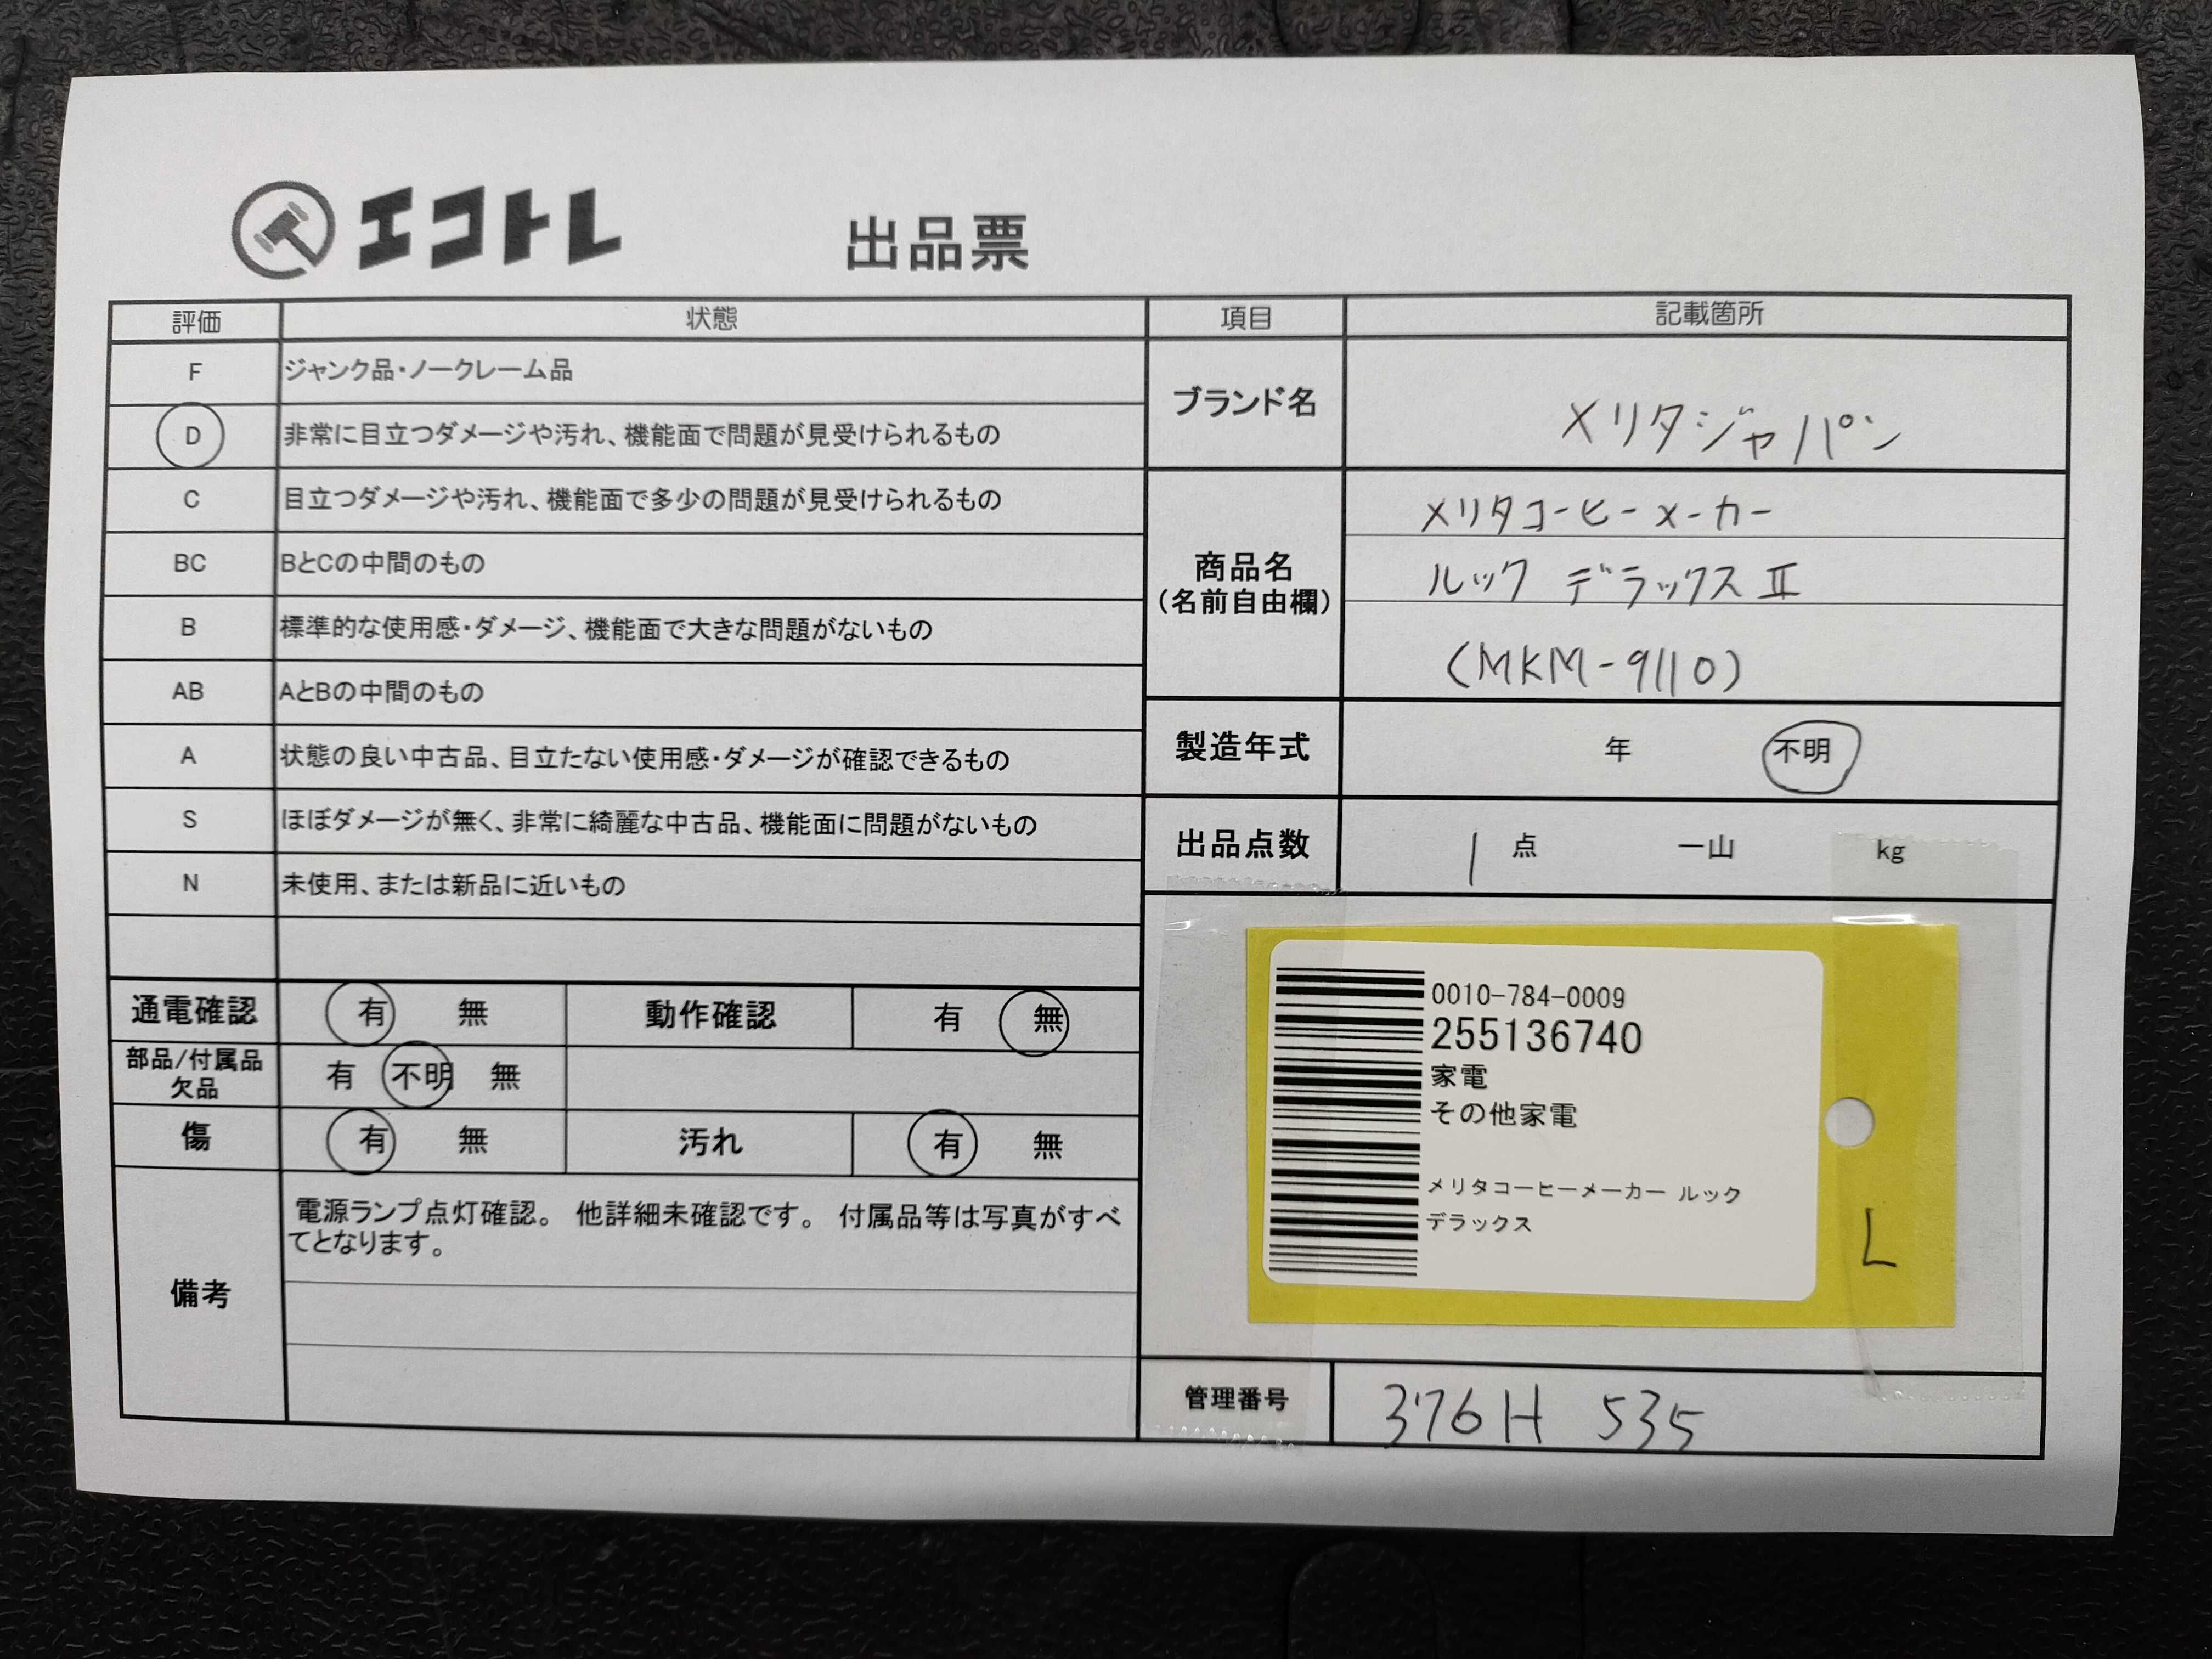 エコトレ
出品票
評価 状態
F ジャンク品・ノークレーム品
D 非常に目立つダメージや汚れ、機能面で問題が見受けられるもの
C 目立つダメージや汚れ、機能面で多少の問題が見受けられるもの
BC BとCの中間のもの
B 標準的な使用感・ダメージ、機能面で大きな問題がないもの
AB AとBの中間のもの
A 状態の良い中古品、目立たない使用感・ダメージが確認できるもの
S ほぼダメージが無く、非常に綺麗な中古品、機能面に問題がないもの
N 未使用、または新品に近いもの
通電確認 有 無 動作確認 有 無
部品/付属品
欠品
有 不明 無
傷 有 無 汚れ 有 無
備考
電源ランプ点灯確認。 他詳細未確認です。 付属品等は写真がすべ
てとなります。
項目 記載箇所
ブランド名 メリタジャパン
商品名
(名前自由欄)
メリタコーヒーメーカー
ルック デラックスⅡ
(MKM-9110)
製造年式 年 不明
出品点数 1 点 一山 kg
0010-784-0009
255136740
家電
その他家電
メリタコーヒーメーカー ルック
デラックス
L
管理番号 376H 535